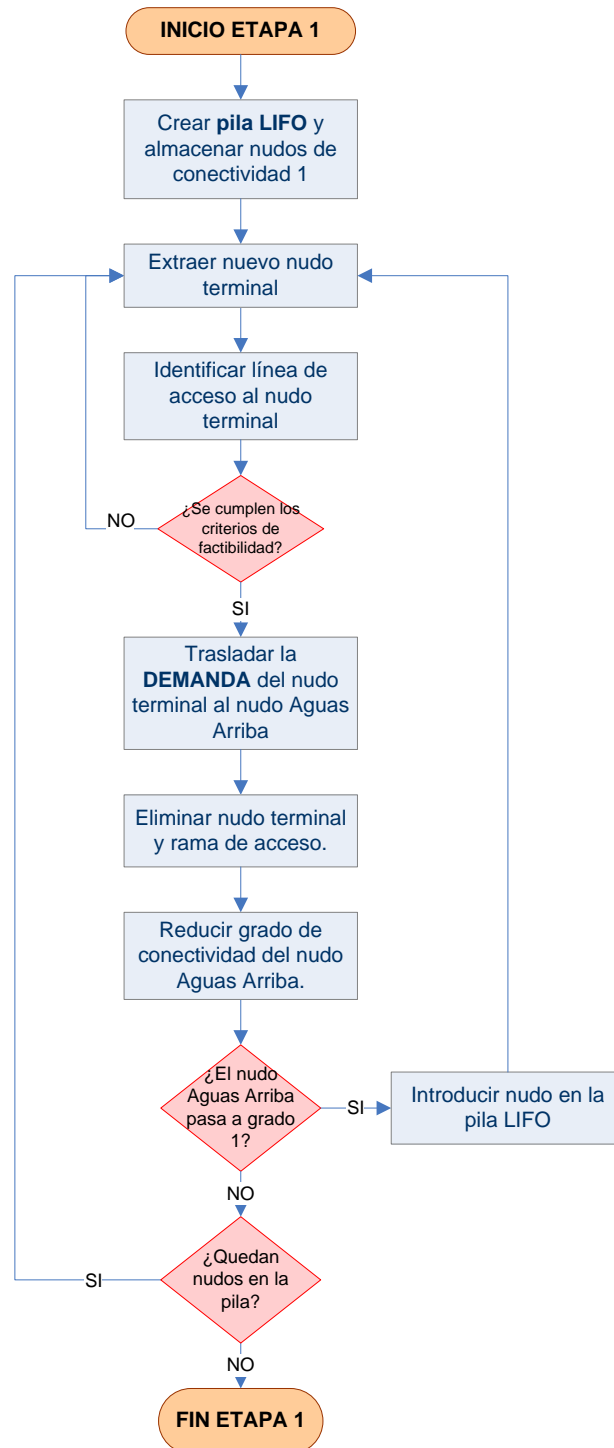 INICIO ETAPA 1
Crear pila LIFO y
almacenar nudos de
conectividad 1
Extraer nuevo nudo
terminal
Identificar línea de
acceso al nudo
terminal
¿Se cumplen los
criterios de
factibilidad?
NO
SI
Trasladar la
DEMANDA del nudo
terminal al nudo Aguas
Arriba
Eliminar nudo terminal
y rama de acceso.
Reducir grado de
conectividad del nudo
Aguas Arriba.
¿El nudo
Aguas Arriba
pasa a grado
1?
SI
Introducir nudo en la
pila LIFO
NO
¿Quedan
nudos en la
pila?
SI
NO
FIN ETAPA 1